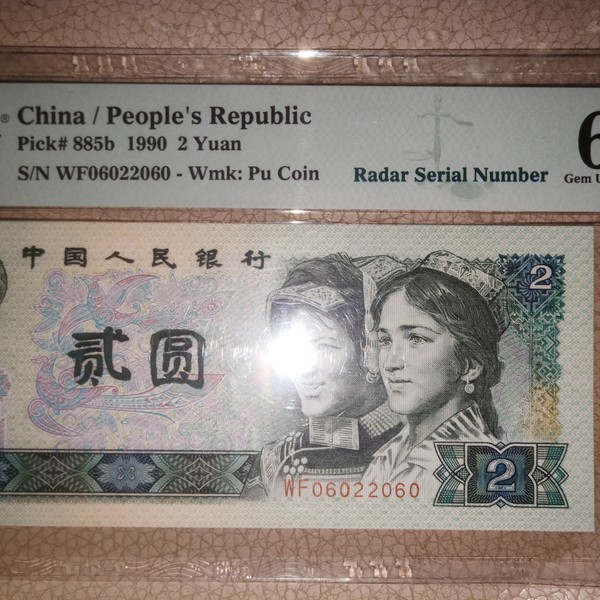 ® China / People's Republic
Pick# 885b 1990 2 Yuan
S/N WF06022060 - Wmk: Pu Coin
Radar Serial Number
6
Gem U
中国人民银行
2
贰圆
WF06022060
2